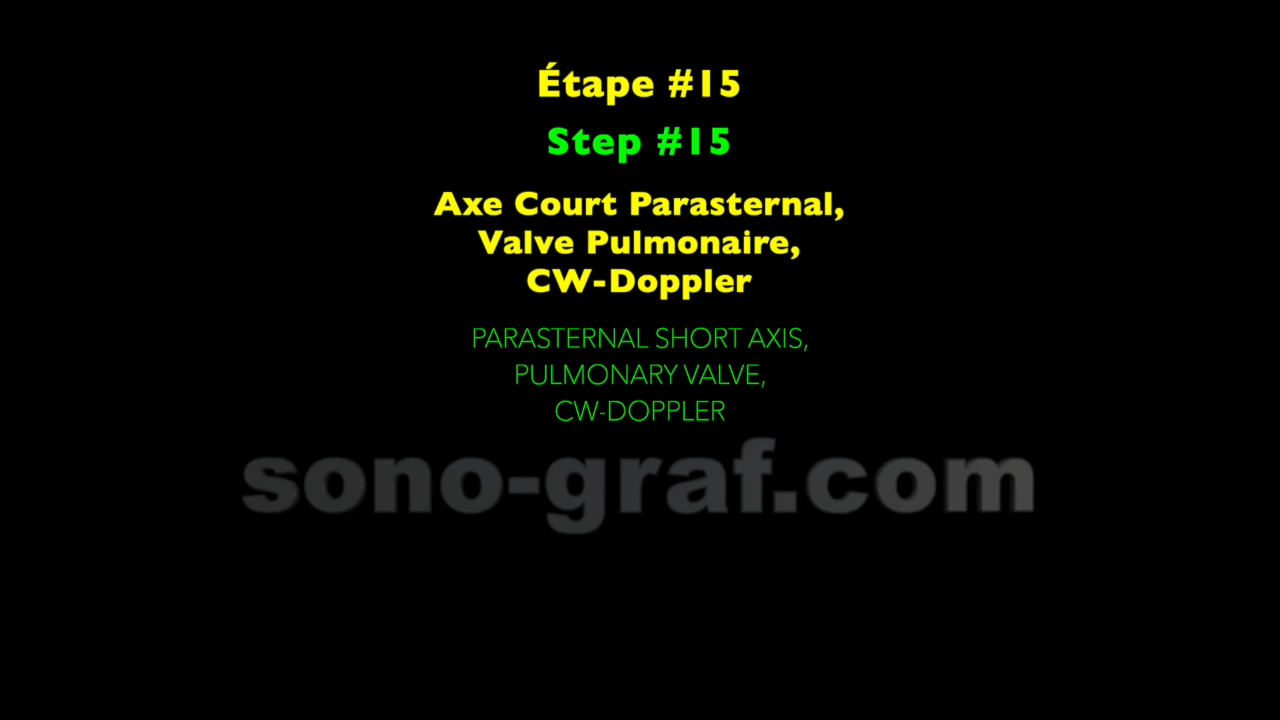 Étape #15
Step #15
Axe Court Parasternal,
Valve Pulmonaire,
CW-Doppler
PARASTERNAL SHORT AXIS,
PULMONARY VALVE,
CW-DOPPLER
sono-graf.com